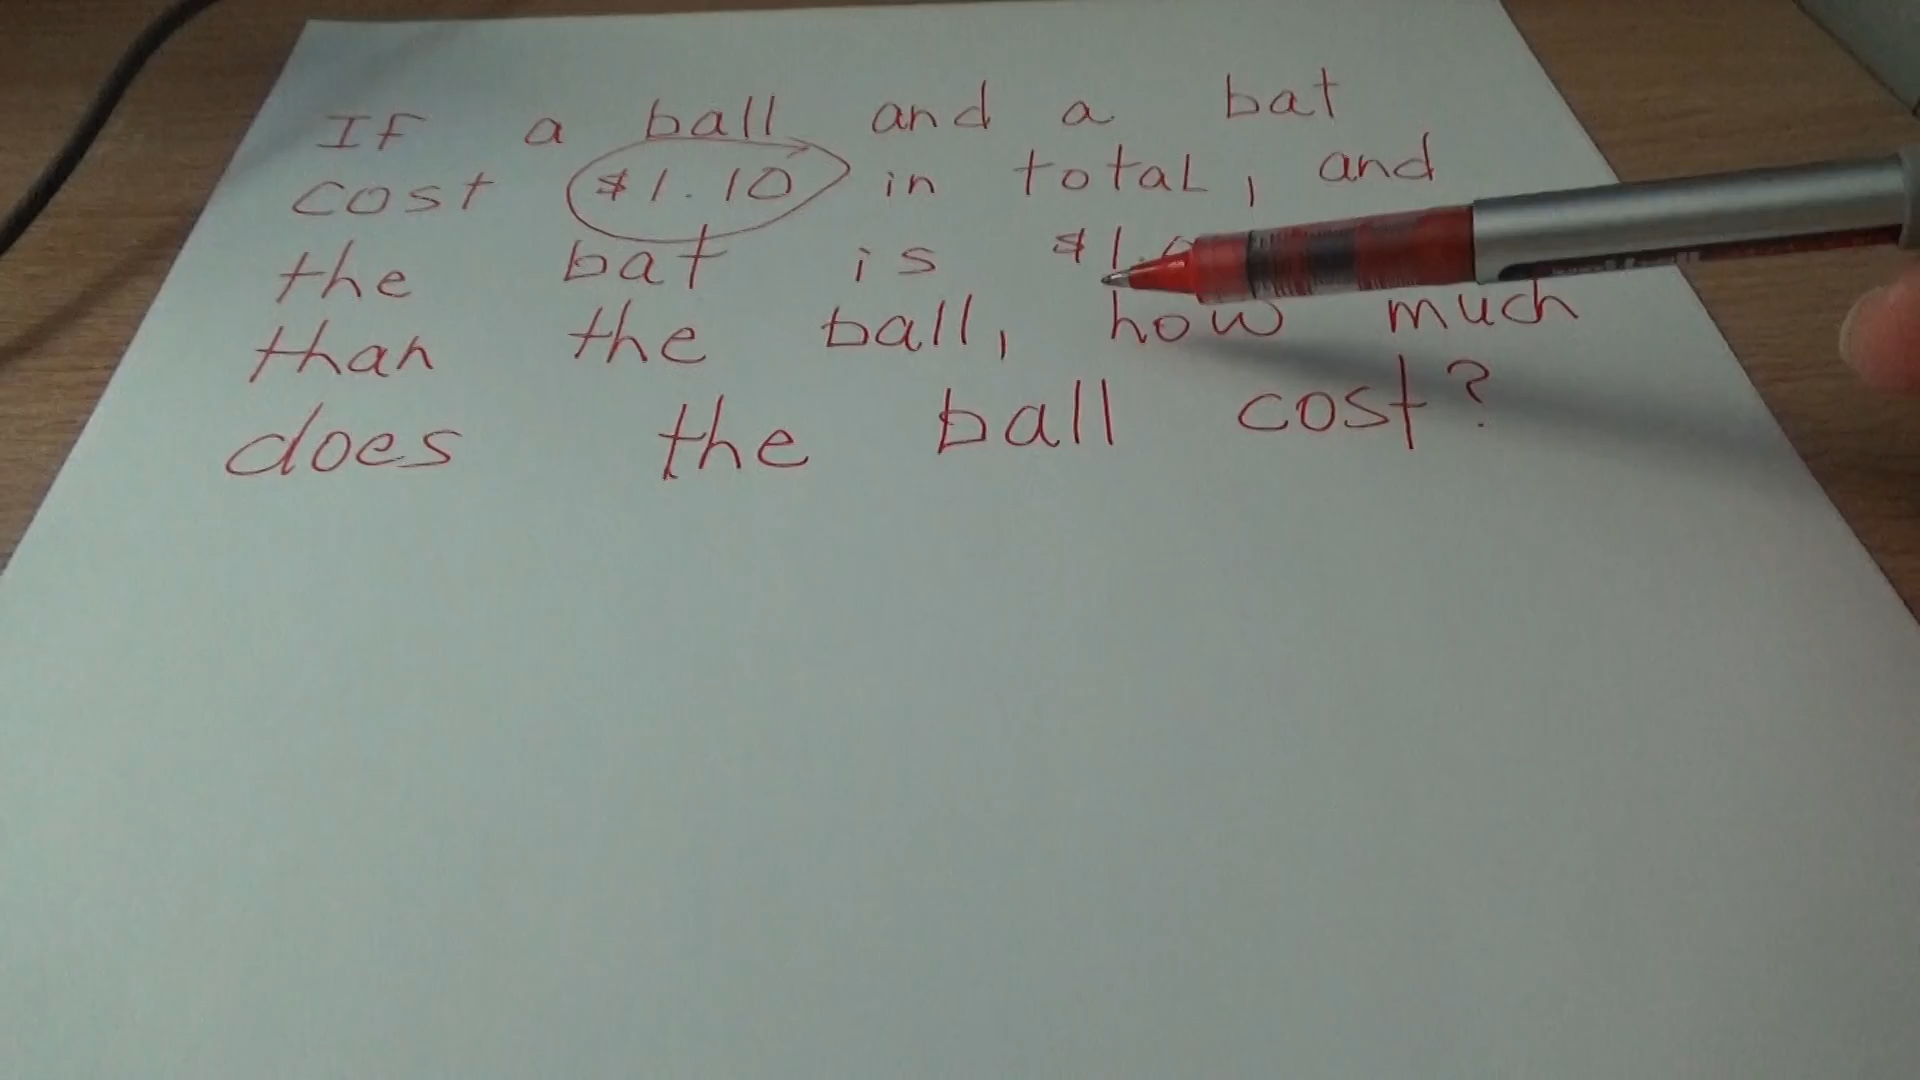 If a ball and a bat
cost $1.10 in total, and
the bat is
than the ball, how much
does the ball cost?